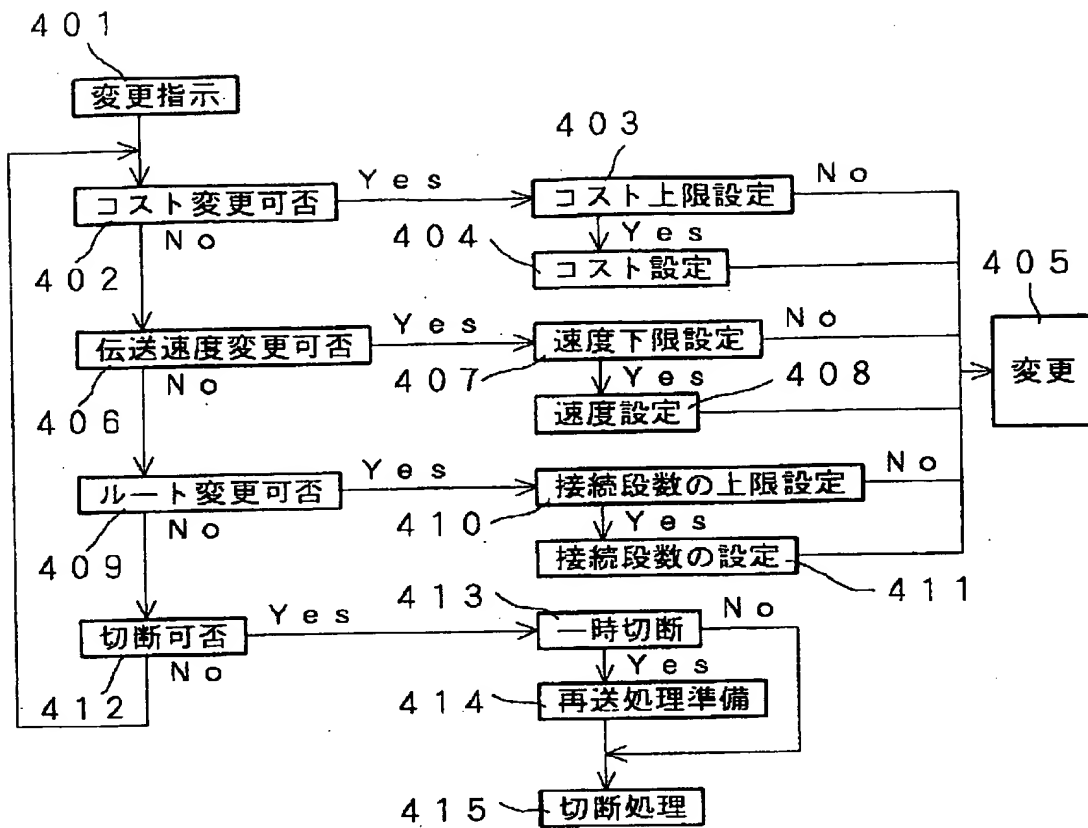 ４０１
変更指示
４０３
Ｙｅｓ
Ｎｏ
コスト変更可否
コスト上限設定
Ｎｏ
４０４
Ｙｅｓ
４０２
コスト設定
４０５
Ｙｅｓ
Ｎｏ
伝送速度変更可否
速度下限設定
変更
Ｎｏ
４０７
Ｙｅｓ
４０８
４０６
速度設定
Ｙｅｓ
Ｎｏ
ルート変更可否
接続段数の上限設定
Ｎｏ
４１０
Ｙｅｓ
４０９
接続段数の設定
４１３
４１１
Ｙｅｓ
Ｎｏ
切断可否
一時切断
４１２
Ｎｏ
Ｙｅｓ
４１４
再送処理準備
４１５
切断処理